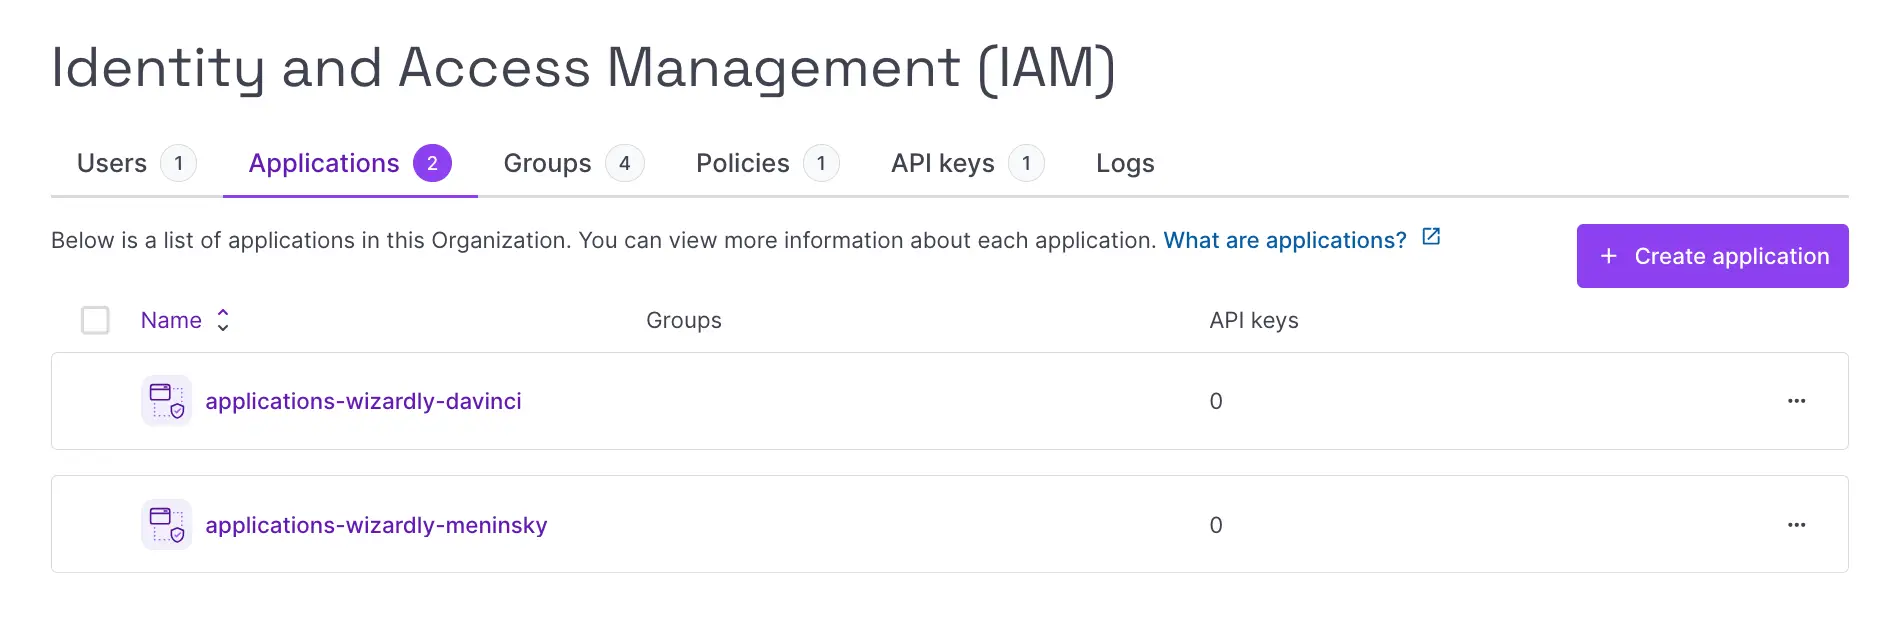 Identity and Access Management (IAM)
Users 1 Applications 2 Groups 4 Policies 1 API keys 1 Logs
Below is a list of applications in this Organization. You can view more information about each application. What are applications?
+ Create application
Name Groups API keys
applications-wizardly-davinci 0
applications-wizardly-meninsky 0